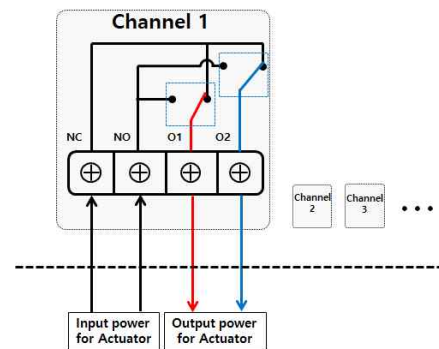 Channel 1
NC NO O1 O2
Channel
2
Channel
3
Input power
for Actuator
Output power
for Actuator